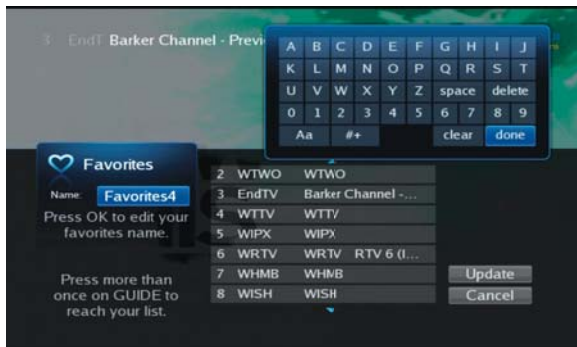 3 EndT Barker Channel - Previ
A B C D E F G H I J
K L M N O P Q R S T
U V W X Y Z space delete
0 1 2 3 4 5 6 7 8 9
Aa #+ clear done
Favorites
Name: Favorites4
Press OK to edit your
favorites name.
Press more than
once on GUIDE to
reach your list.
2 WTWO WTWO
3 EndTV Barker Channel -...
4 WTTV WTTV
5 WIPX WIPX
6 WRTV WRTV RTV 6 (I...
7 WHMB WHMB
8 WISH WISH
Update
Cancel